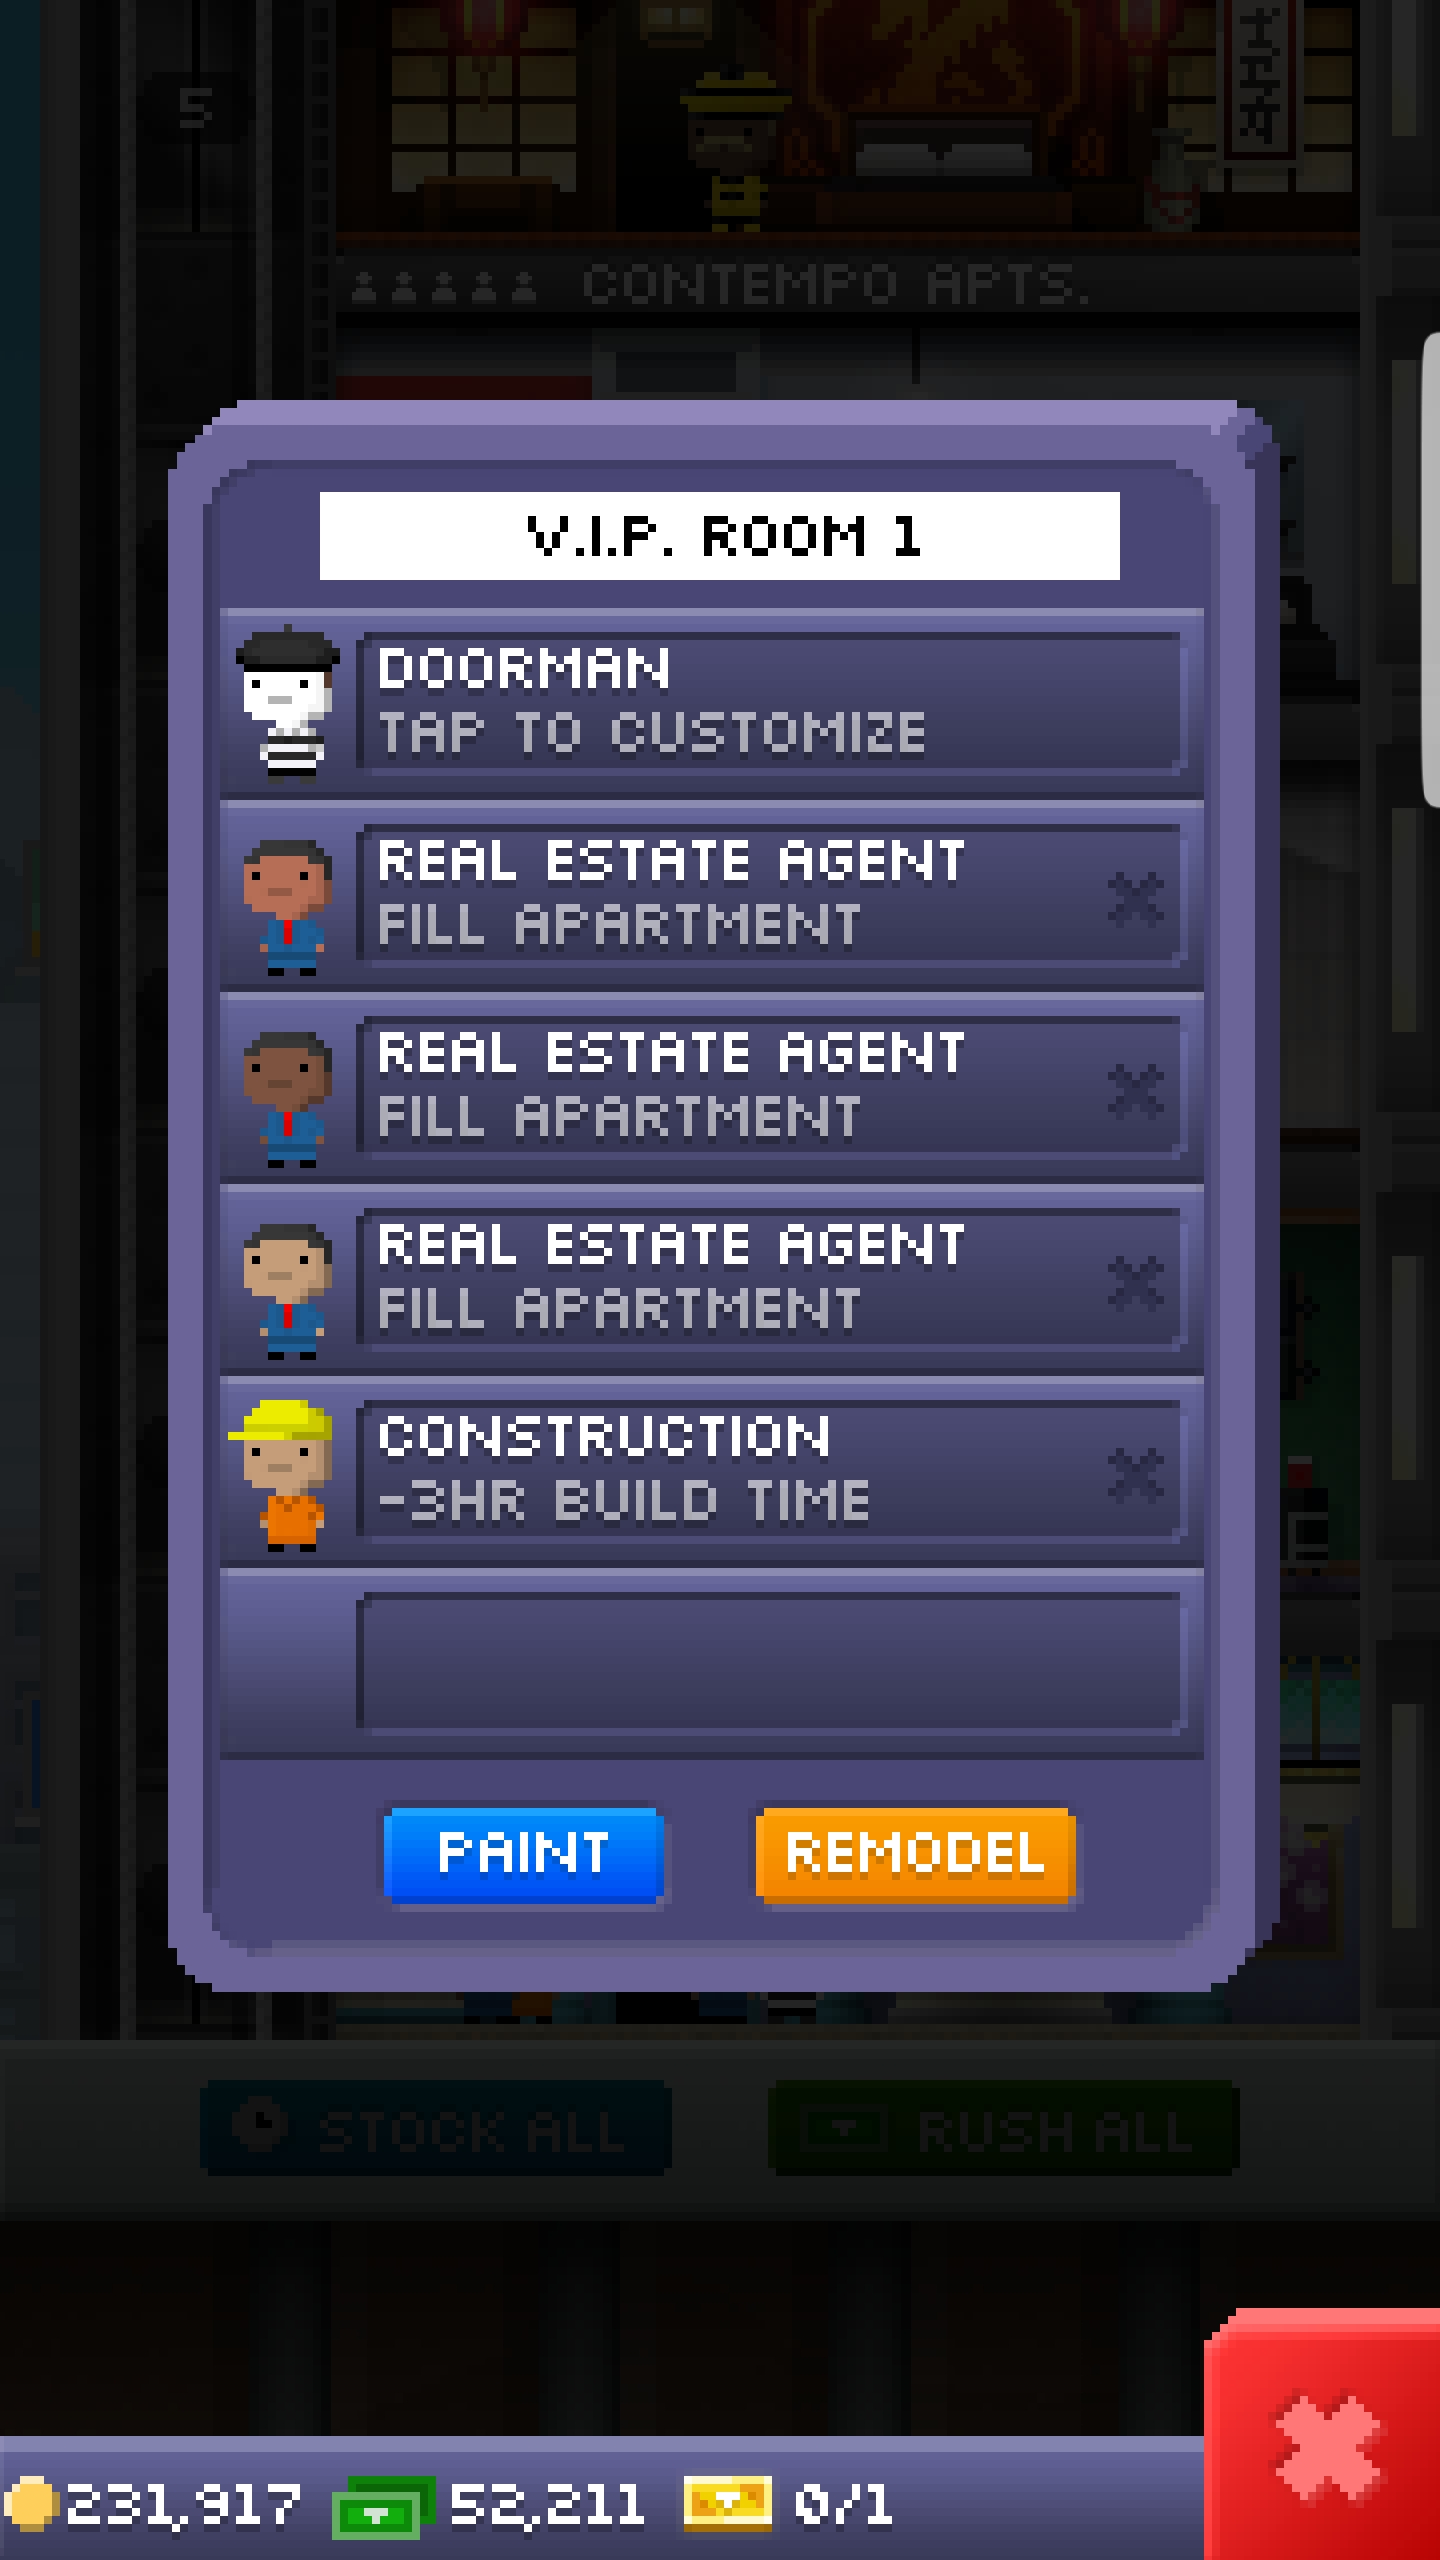 5
CONTEMPO APTS.
V.I.P. ROOM 1
DOORMAN
TAP TO CUSTOMIZE
REAL ESTATE AGENT
FILL APARTMENT
REAL ESTATE AGENT
FILL APARTMENT
REAL ESTATE AGENT
FILL APARTMENT
CONSTRUCTION
-3HR BUILD TIME
PAINT REMODEL
STOCK ALL RUSH ALL
231,917 52,211 0/1